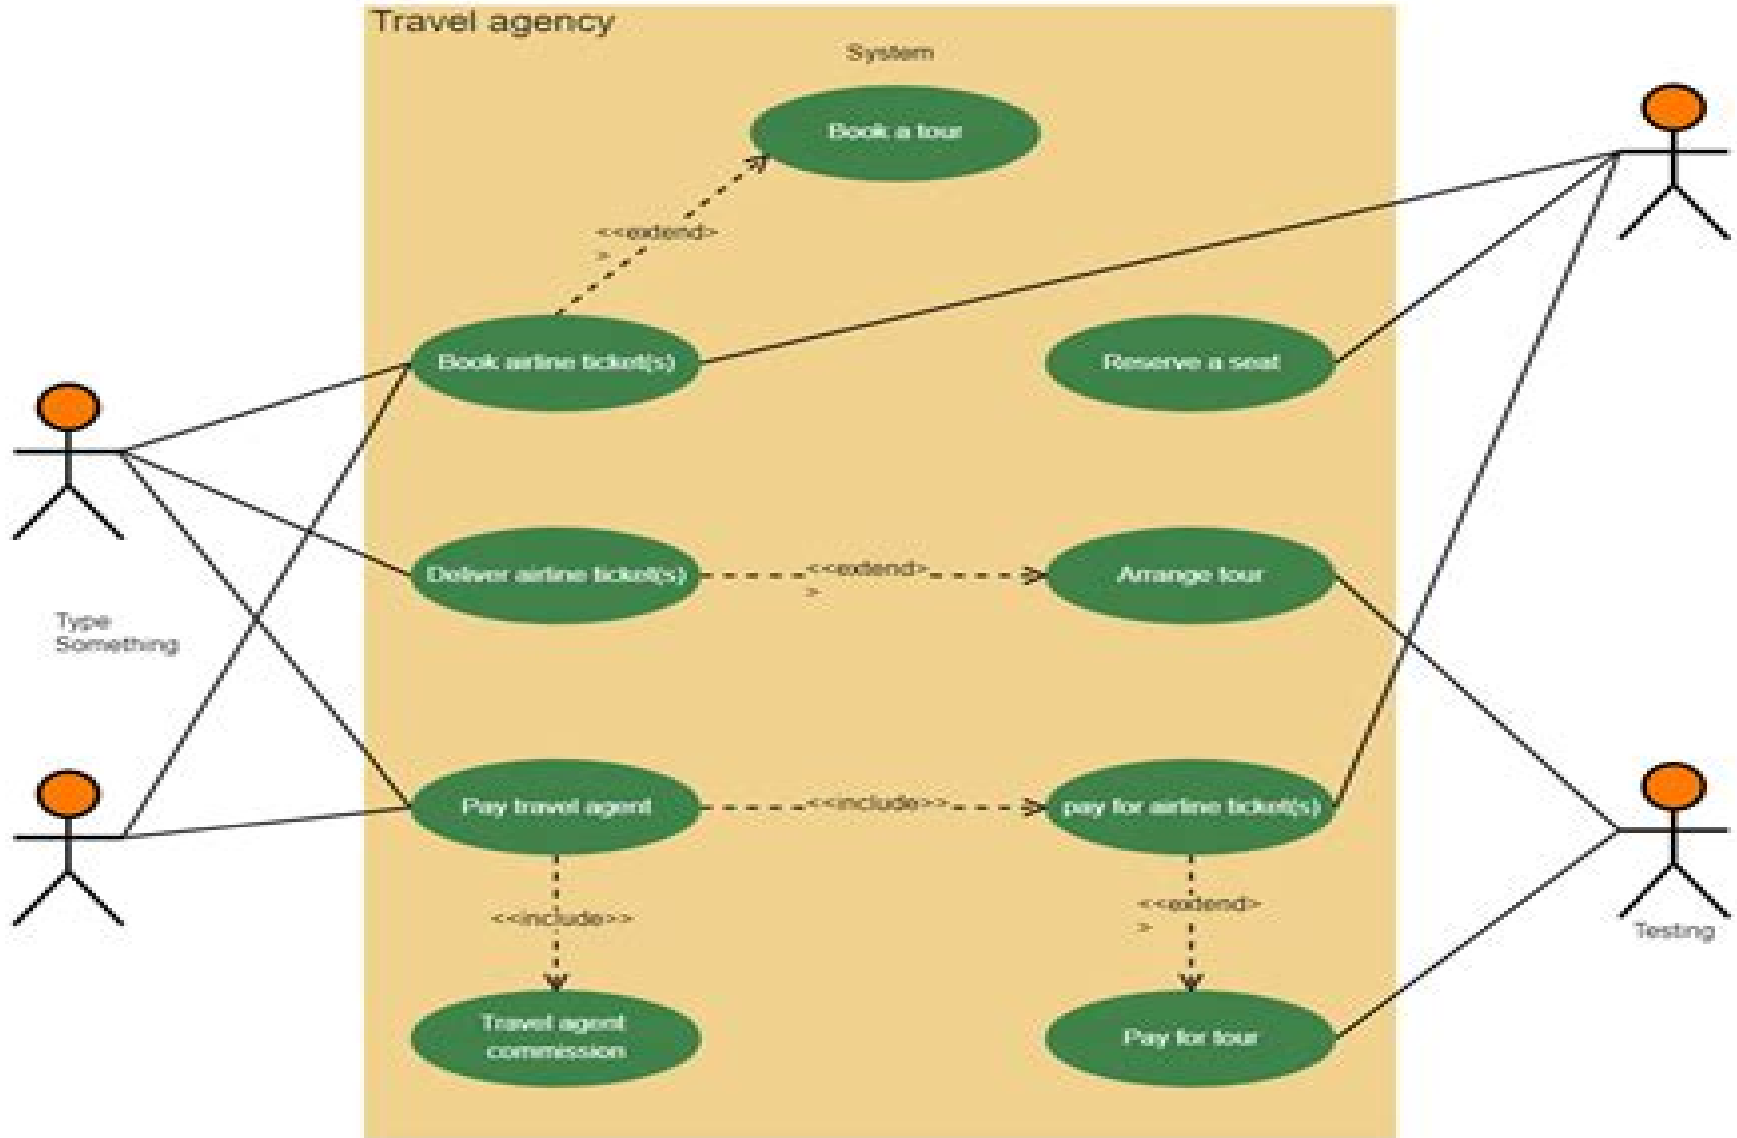 Travel agency
System
Book a tour
<<extend>
>
Book airline ticket(s)
Reserve a seat
Deliver airline ticket(s)
<<extend>
>
Arrange tour
Type
Something
Pay travel agent
<<include>>
pay for airline ticket(s)
<<include>>
<<extend>
>
Testing
Travel agent
commission
Pay for tour